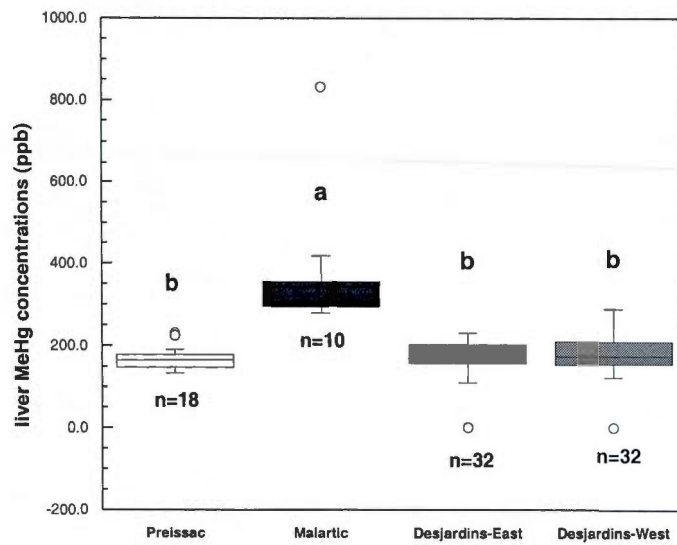 liver MeHg concentrations (ppb)
1000.0
800.0
600.0
400.0
200.0
0.0
-200.0
b
a
b
b
n=18
n=10
n=32
n=32
Preissac
Malartic
Desjardins-East
Desjardins-West